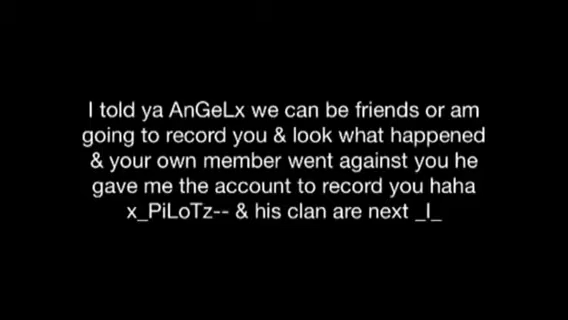 I told ya AnGeLx we can be friends or am
going to record you & look what happened
& your own member went against you he
gave me the account to record you haha
x_PiLoTz-- & his clan are next _I_